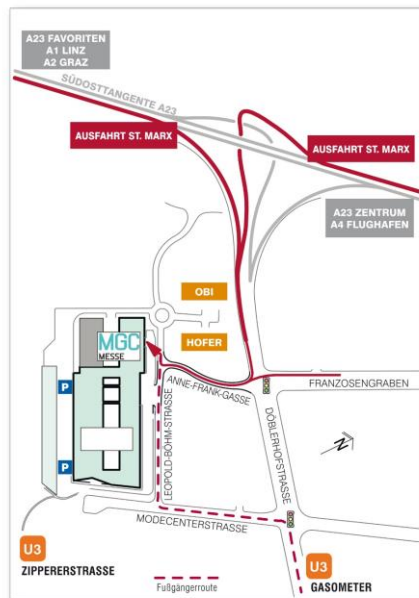 A23 FAVORITEN
A1 LINZ
A2 GRAZ
SÜDOSTTANGENTE A23
AUSFAHRT ST. MARX
AUSFAHRT ST. MARX
A23 ZENTRUM
A4 FLUGHAFEN
OBI
HOFER
MGC
MESSE
ANNE-FRANK-GASSE
FRANZOSENGRABEN
P
LEOPOLD-BÖHM-STRASSE
DÖBLERHOFSTRASSE
N
P
MODECENTERSTRASSE
U3
ZIPPERERSTRASSE
U3
GASOMETER
Fußgängerroute